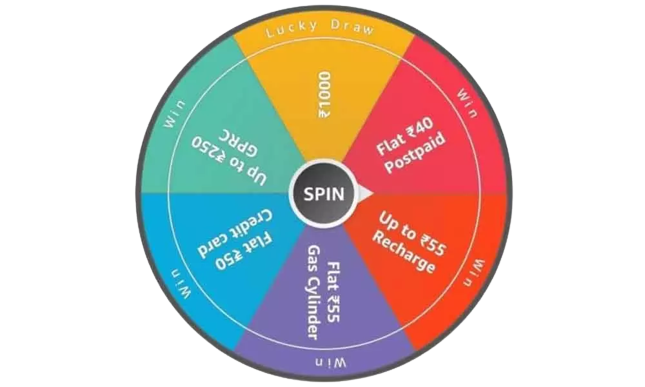 Lucky Draw
₹1000
Win
Flat ₹40
Postpaid
Win
Up to ₹55
Recharge
Win
Flat ₹55
Gas Cylinder
Win
Flat ₹50
Credit card
Win
Up to ₹250
GPRC
SPIN